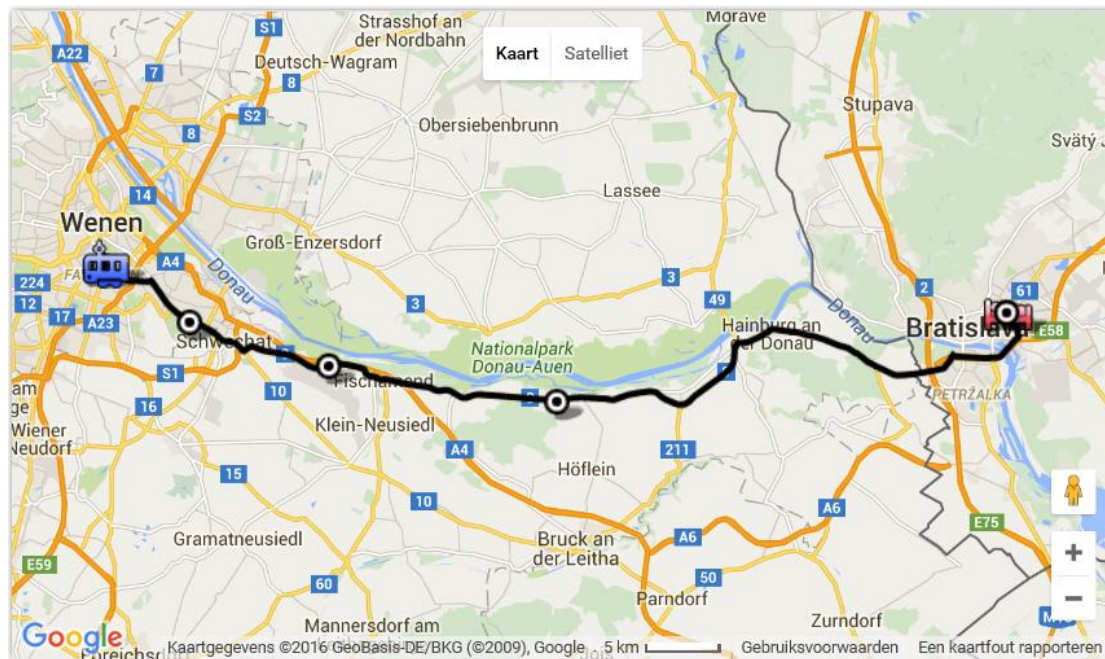 Morave
Strasshof an
der Nordbahn
S1
A22
Kaart
Satelliet
7
Deutsch-Wagram
8
S2
Stupava
8
Obersiebenbrunn
Svätý J
14
Lassee
Wenen
Groß-Enzersdorf
A4
Donau
3
2
61
224
3
49
12
17
A23
Hainburg an
der Donau
Donau
Bratislava
E58
Schwechat
Nationalpark
Donau-Auen
S1
10
Fischamend
9
PETRŽALKA
am
16
Wiener
Neudorf
Klein-Neusiedl
A4
211
Höflein
15
10
A6
Gramatneusiedl
Bruck an
der Leitha
A6
E75
E59
60
50
Parndorf
Mannersdorf am
Zurndorf
Google
Kaartgegevens ©2016 GeoBasis-DE/BKG (©2009), Google
5 km
Gebruiksvoorwaarden
Een kaartfout rapporteren
Jois